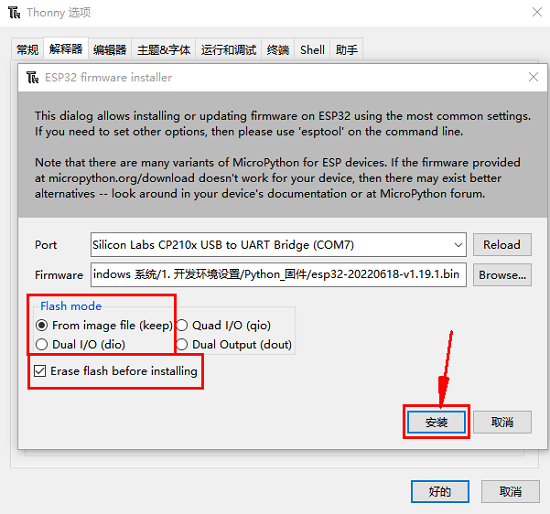 Thonny 选项
常规 解释器 编辑器 主题&字体 运行和调试 终端 Shell 助手
ESP32 firmware installer
This dialog allows installing or updating firmware on ESP32 using the most common settings.
If you need to set other options, then please use 'esptool' on the command line.
Note that there are many variants of MicroPython for ESP devices. If the firmware provided
at micropython.org/download doesn't work for your device, then there may exist better
alternatives -- look around in your device's documentation or at MicroPython forum.
Port Silicon Labs CP210x USB to UART Bridge (COM7) Reload
Firmware indows 系统/1. 开发环境设置/Python_固件/esp32-20220618-v1.19.1.bin Browse...
Flash mode
From image file (keep) Quad I/O (qio)
Dual I/O (dio) Dual Output (dout)
Erase flash before installing
安装 取消
好的 取消